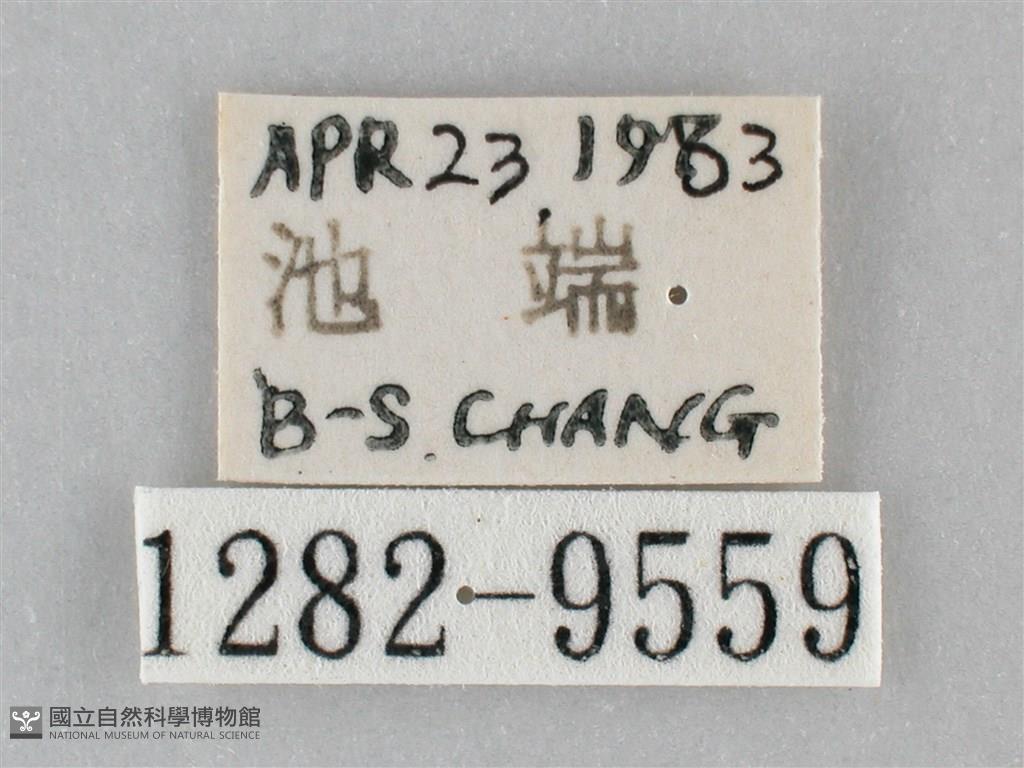 APR 23, 1983
池 端
B-S. CHANG
1282-9559
國立自然科學博物館
NATIONAL MUSEUM OF NATURAL SCIENCE